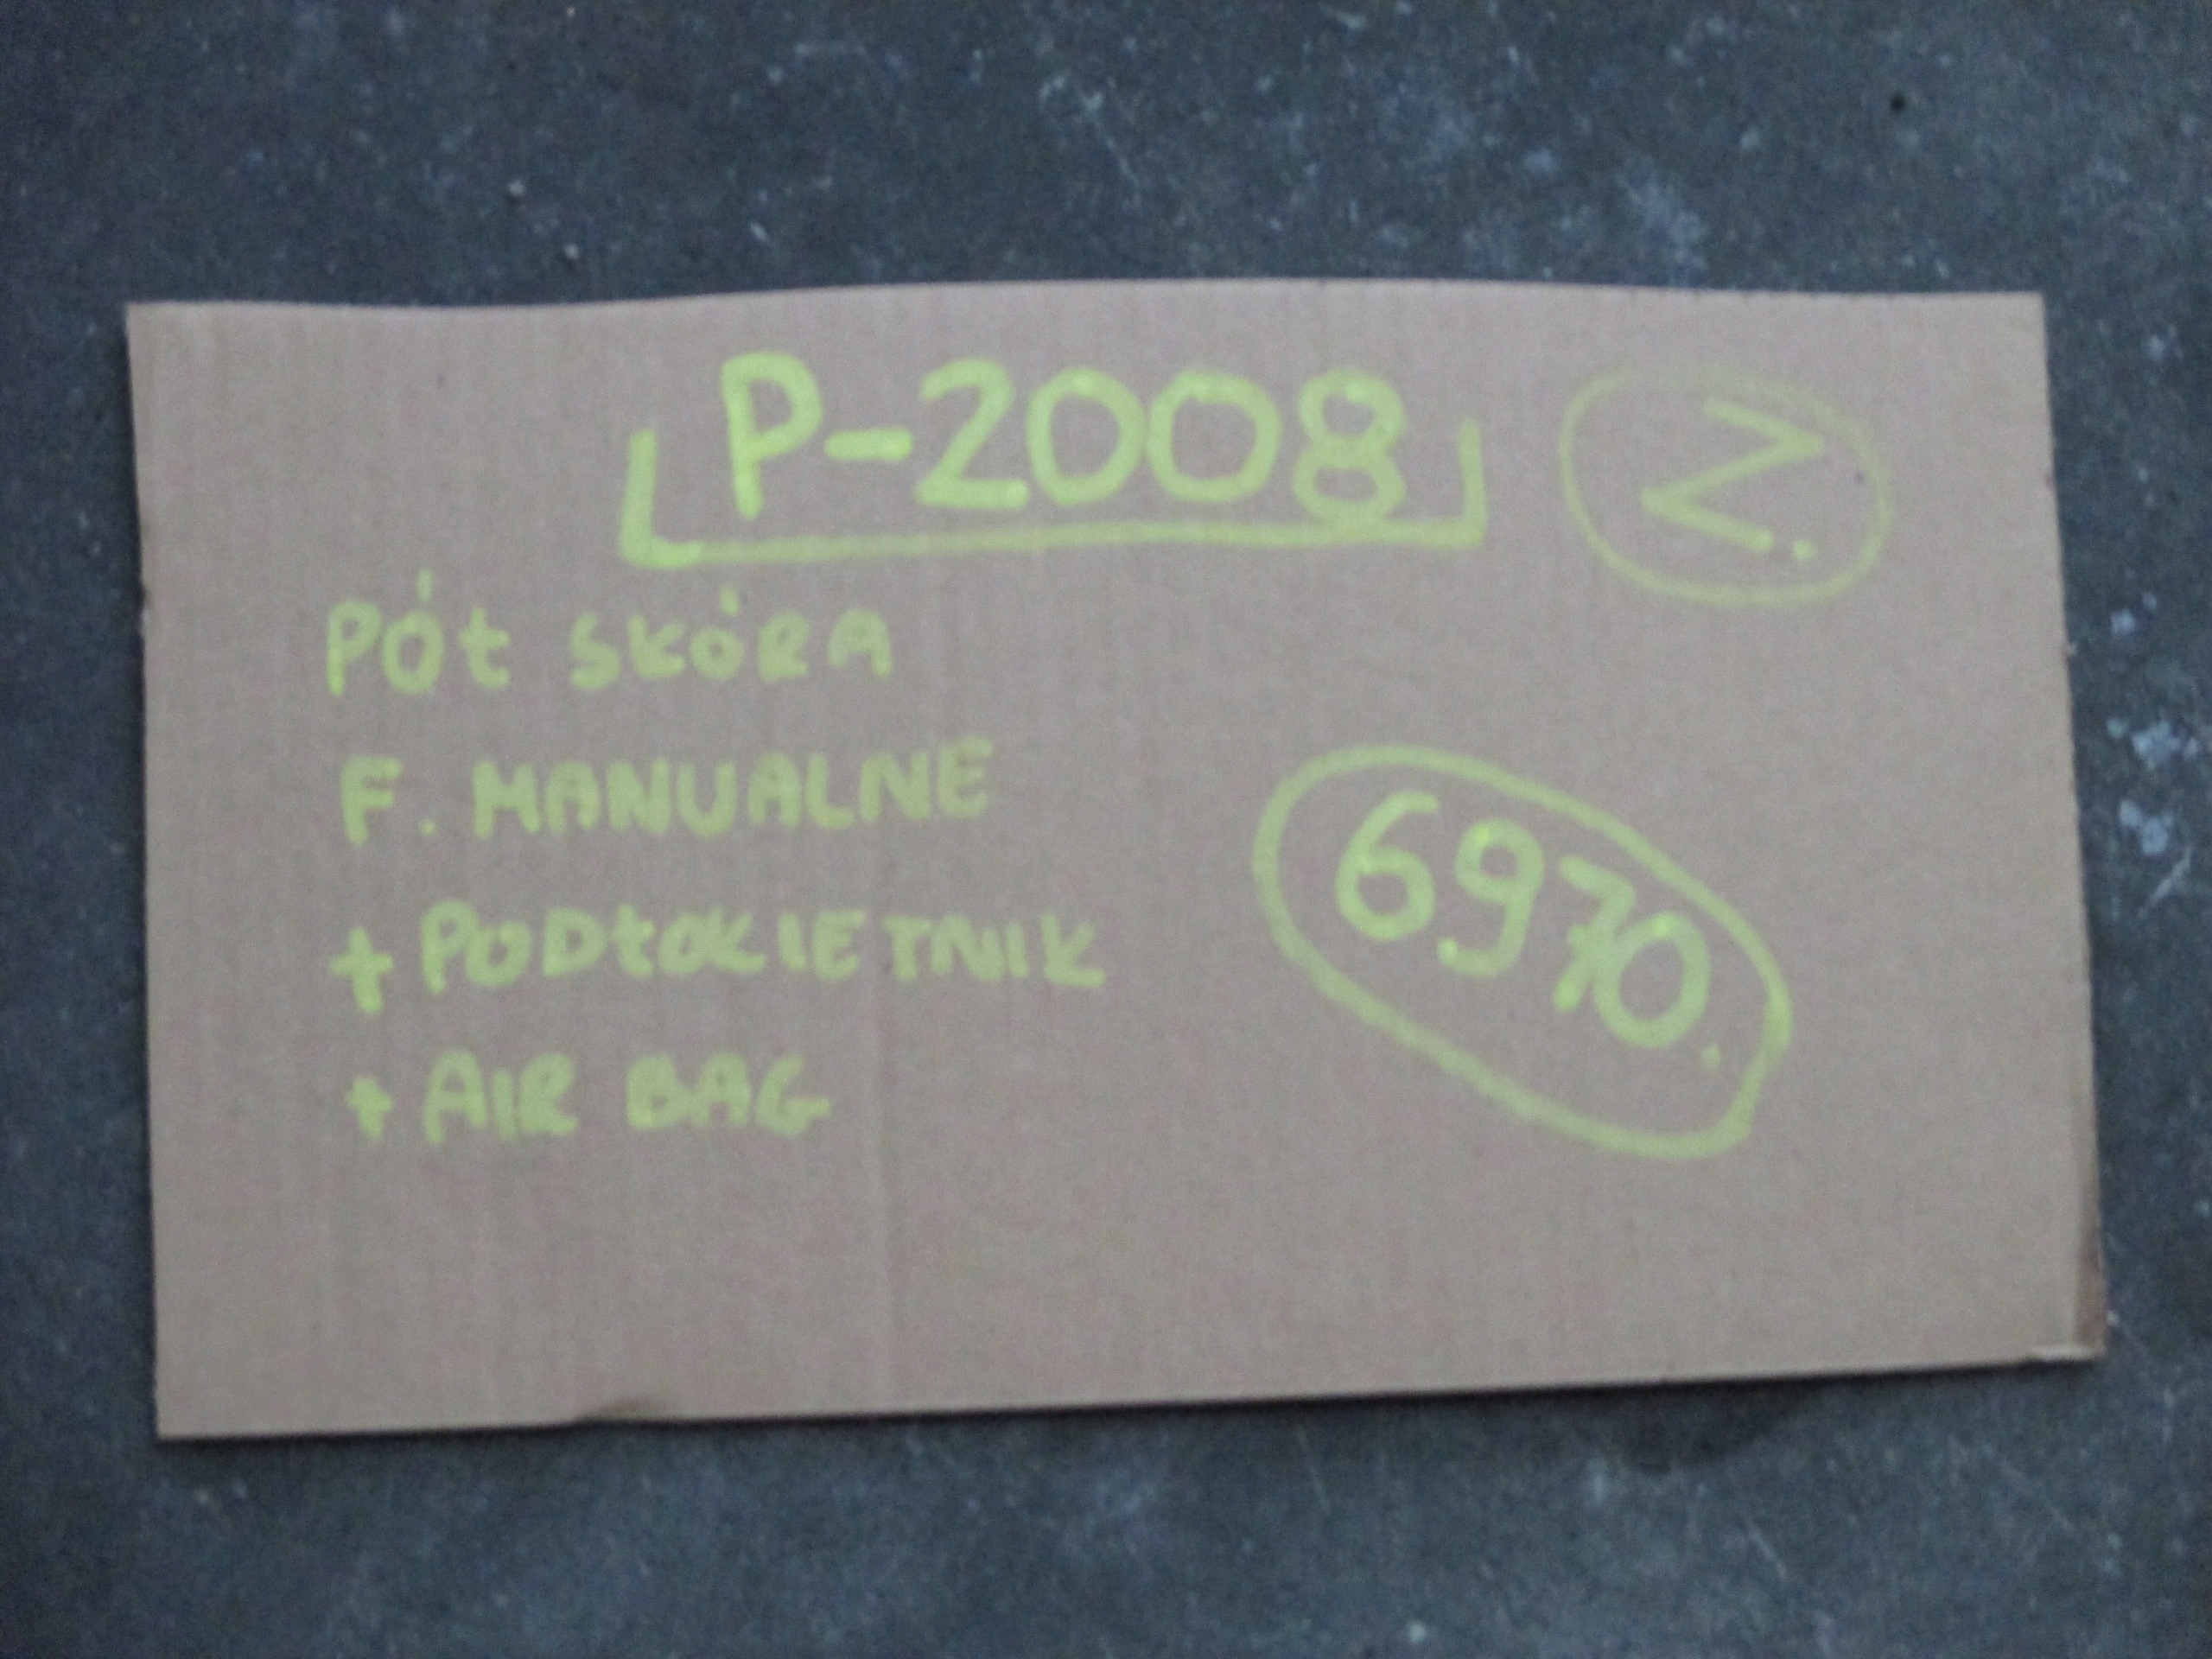 P-2008
Z.
PÓŁ SKÓRA
F. MANUALNE
+ PODŁOKIETNIK
+ AIR BAG
6970.